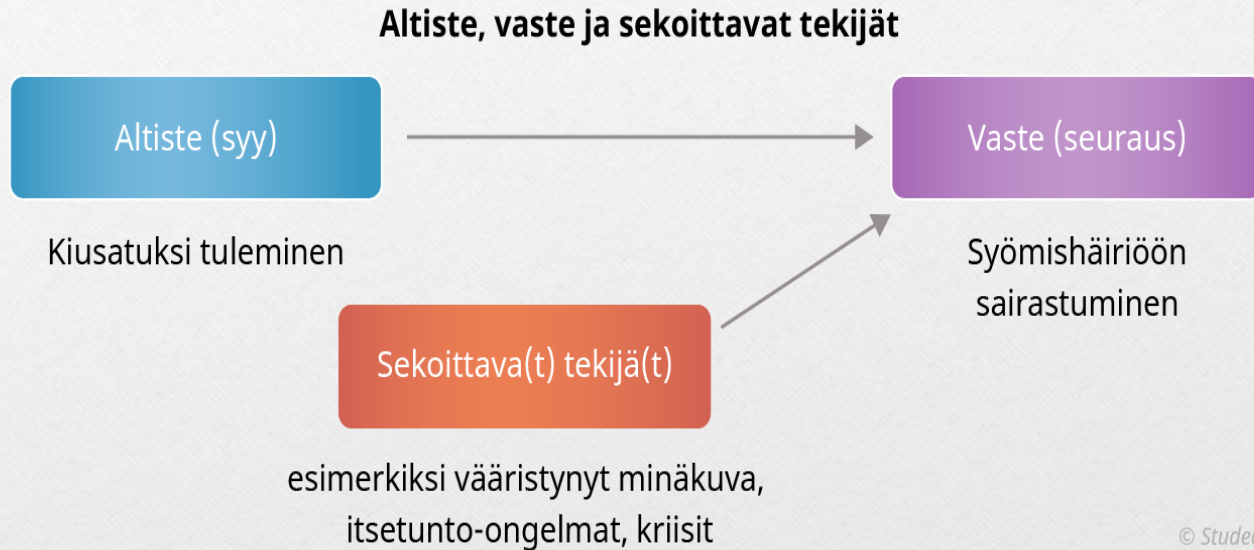 Altiste, vaste ja sekoittavat tekijät
Altiste (syy)
Vaste (seuraus)
Kiusatuksi tuleminen
Syömishäiriöön
sairastuminen
Sekoittava(t) tekijä(t)
esimerkiksi vääristynyt minäkuva,
itsetunto-ongelmat, kriisit
©